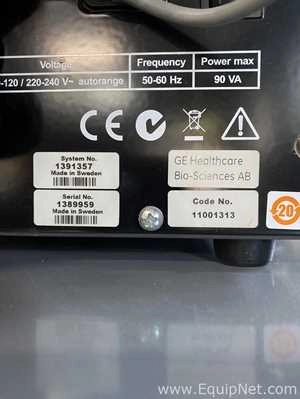 Voltage Frequency Power max
-120 / 220-240 V~ autorange 50-60 Hz 90 VA
System No.
1391357
Made in Sweden
GE Healthcare
Bio-Sciences AB
Serial No.
1389959
Made in Sweden
Code No.
11001313
20
www.EquipNet.com